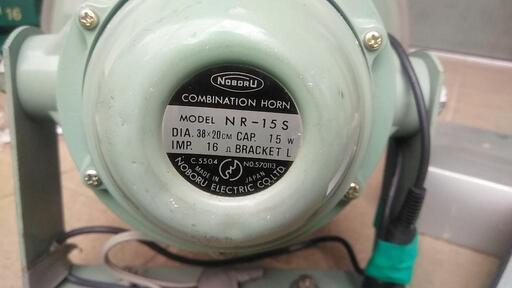 16
NOBORU
COMBINATION HORN
MODEL NR-15S
DIA. 38×20CM CAP. 15W
IMP. 16 Ω BRACKET L
C.5504 NO.570113
MADE IN JAPAN
NOBORU ELECTRIC CO., LTD.